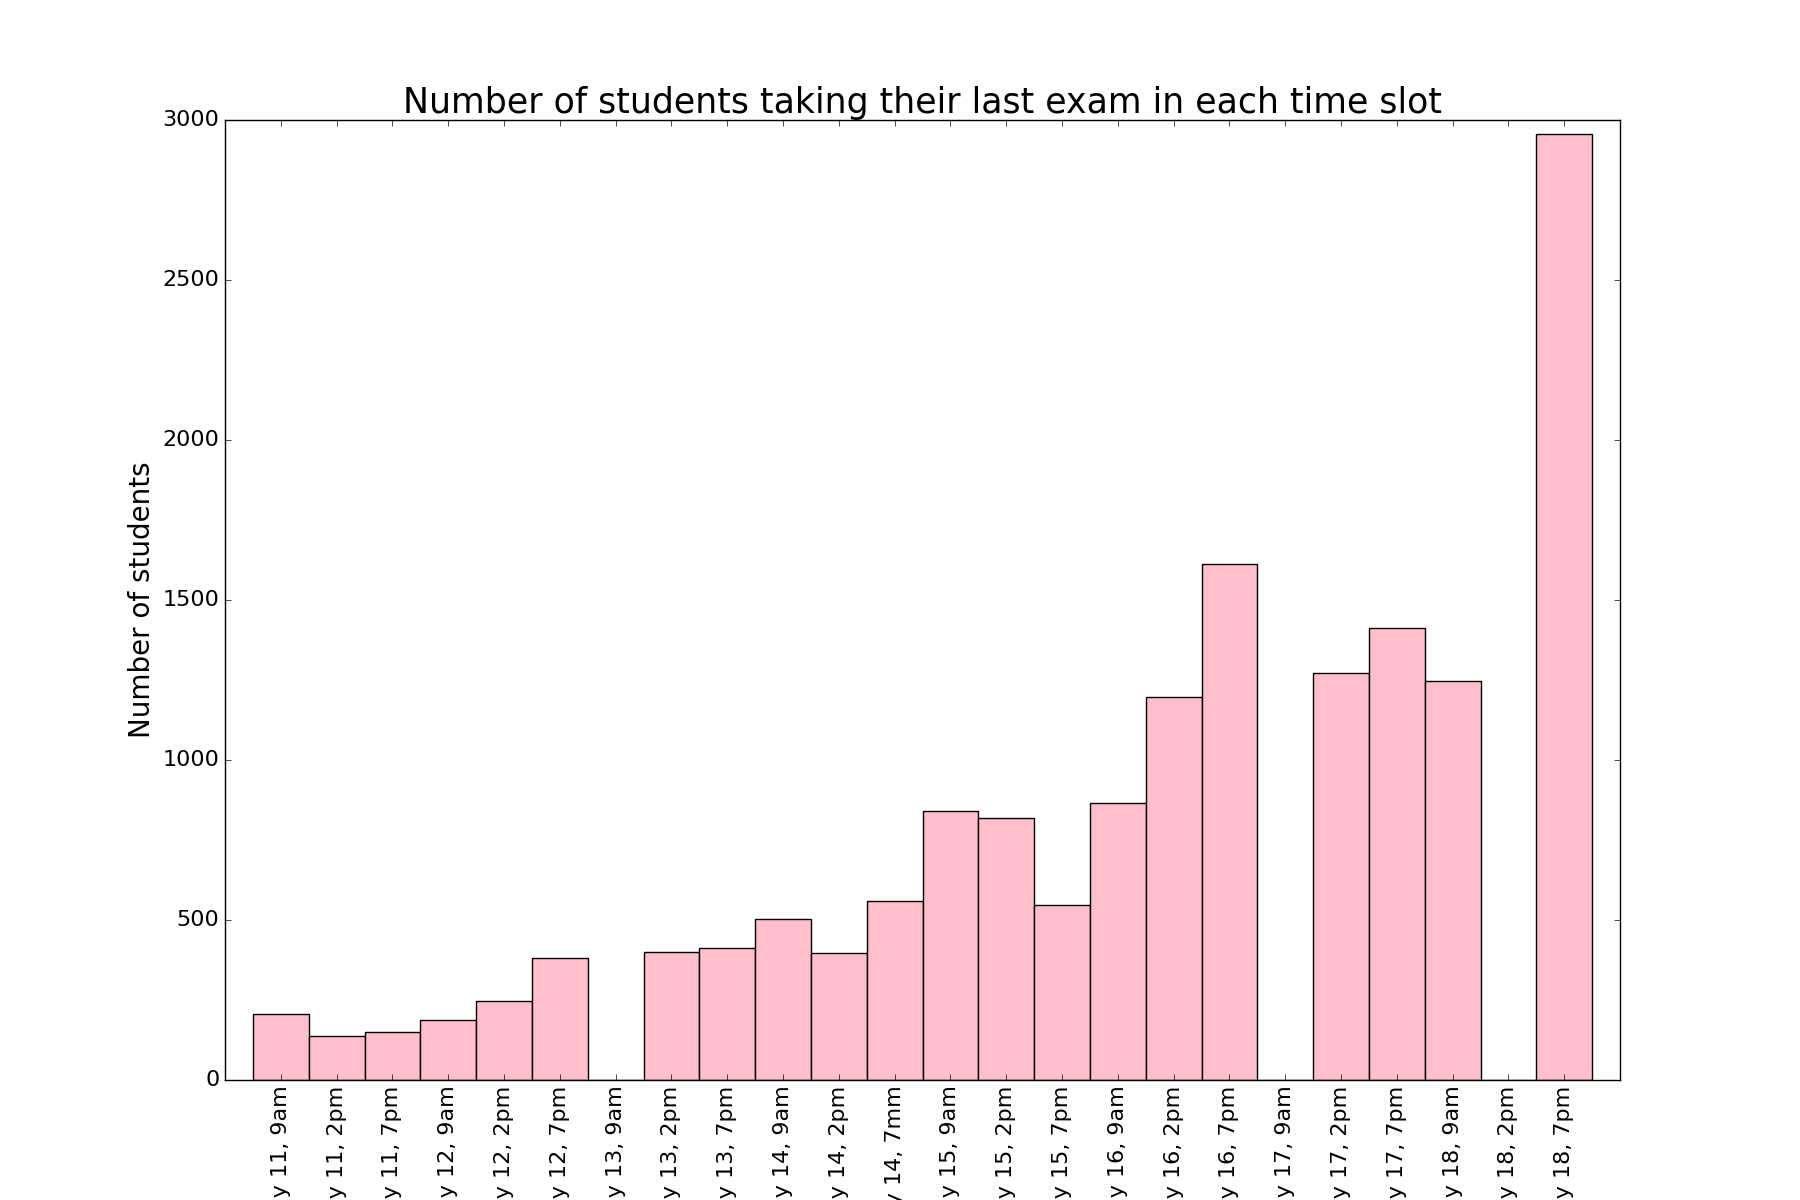 Number of students taking their last exam in each time slot
3000
2500
2000
1500
1000
500
0
Number of students
y 11, 9am
y 11, 2pm
y 11, 7pm
y 12, 9am
y 12, 2pm
y 12, 7pm
y 13, 9am
y 13, 2pm
y 13, 7pm
y 14, 9am
y 14, 2pm
y 14, 7mm
y 15, 9am
y 15, 2pm
y 15, 7pm
y 16, 9am
y 16, 2pm
y 16, 7pm
y 17, 9am
y 17, 2pm
y 17, 7pm
y 18, 9am
y 18, 2pm
y 18, 7pm